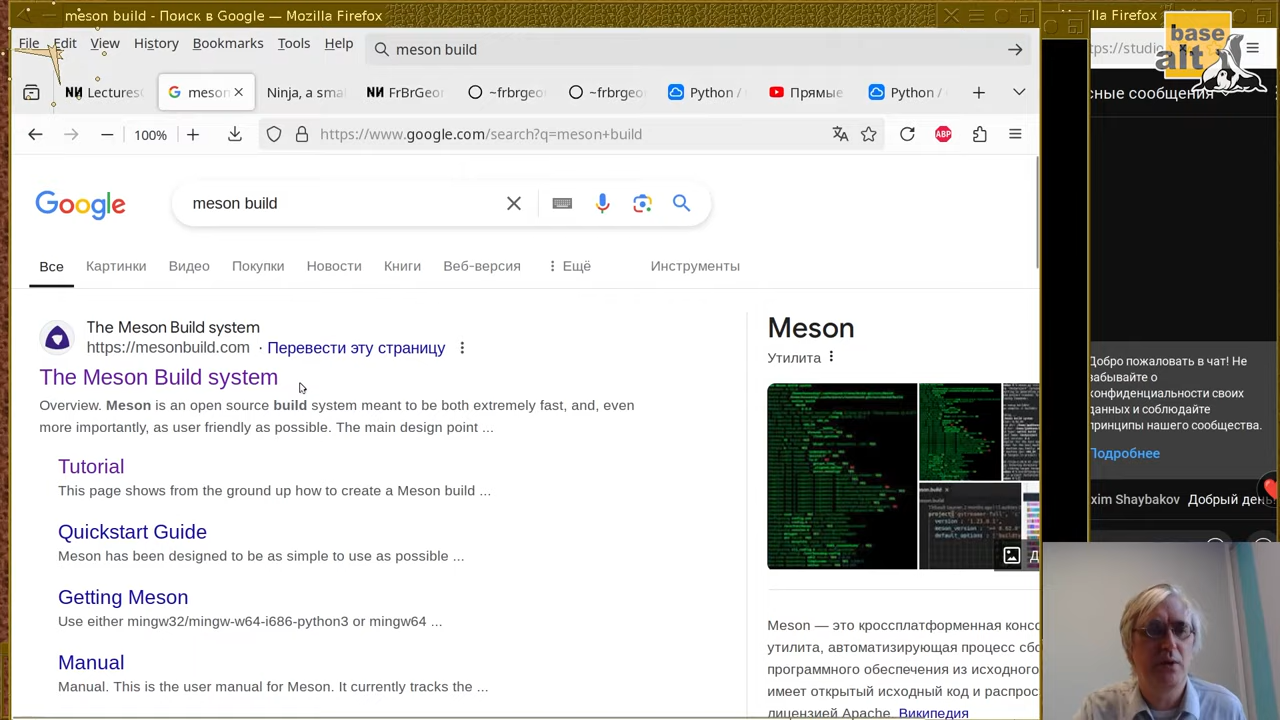 meson build - Поиск в Google — Mozilla Firefox
lla Firefox
File Edit View History Bookmarks Tools Help
meson build
ps://studio
base
alt
LecturesC
meson
Ninja, a sma
FrBrGeor
~frbrgeo
~frbrgeo
Python /
Прямые
Python /
сные сообщения
100%
https://www.google.com/search?q=meson+build
ABP
Google
meson build
Все Картинки Видео Покупки Новости Книги Веб-версия Ещё Инструменты
The Meson Build system
https://mesonbuild.com · Перевести эту страницу
The Meson Build system
Overview. Meson is an open source build system meant to be both extremely fast, and, even
more importantly, as user friendly as possible. The main design point ...
Tutorial
This page shows from the ground up how to create a Meson build ...
Quickstart Guide
Meson has been designed to be as simple to use as possible ...
Getting Meson
Use either mingw32/mingw-w64-i686-python3 or mingw64 ...
Manual
Manual. This is the user manual for Meson. It currently tracks the ...
Meson
Утилита
Meson — это кроссплатформенная консо
утилита, автоматизирующая процесс сбо
программного обеспечения из исходного
имеет открытый исходный код и распрос
лицензией Apache. Википедия
Добро пожаловать в чат! Не
забывайте о
конфиденциальности своих
данных и соблюдайте
принципы нашего сообщества.
Подробнее
xim Shaybakov Добрый день